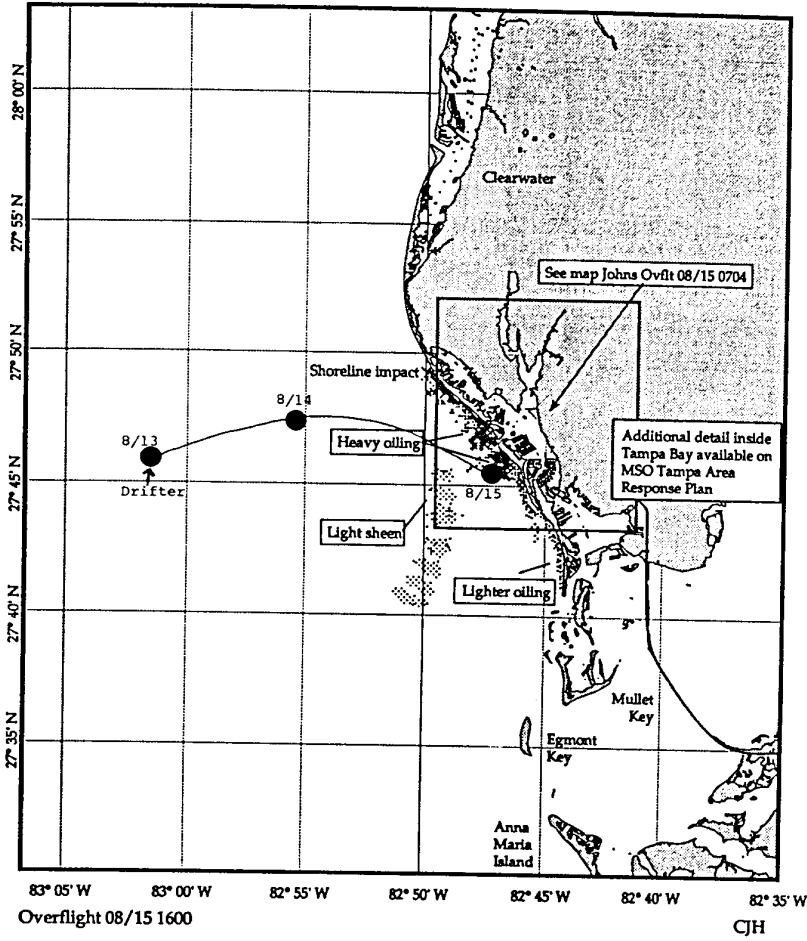 28° 00' N
27° 55' N
27° 50' N
27° 45' N
27° 40' N
27° 35' N
Clearwater
See map Johns Ovflt 08/15 0704
Shoreline impact
8/14
8/13
Drifter
Heavy oiling
8/15
Additional detail inside
Tampa Bay available on
MSO Tampa Area
Response Plan
Light sheen
Lighter oiling
Mullet
Key
Egmont
Key
Anna
Maria
Island
83° 05' W
83° 00' W
82° 55' W
82° 50' W
82° 45' W
82° 40' W
82° 35' W
Overflight 08/15 1600
CJH